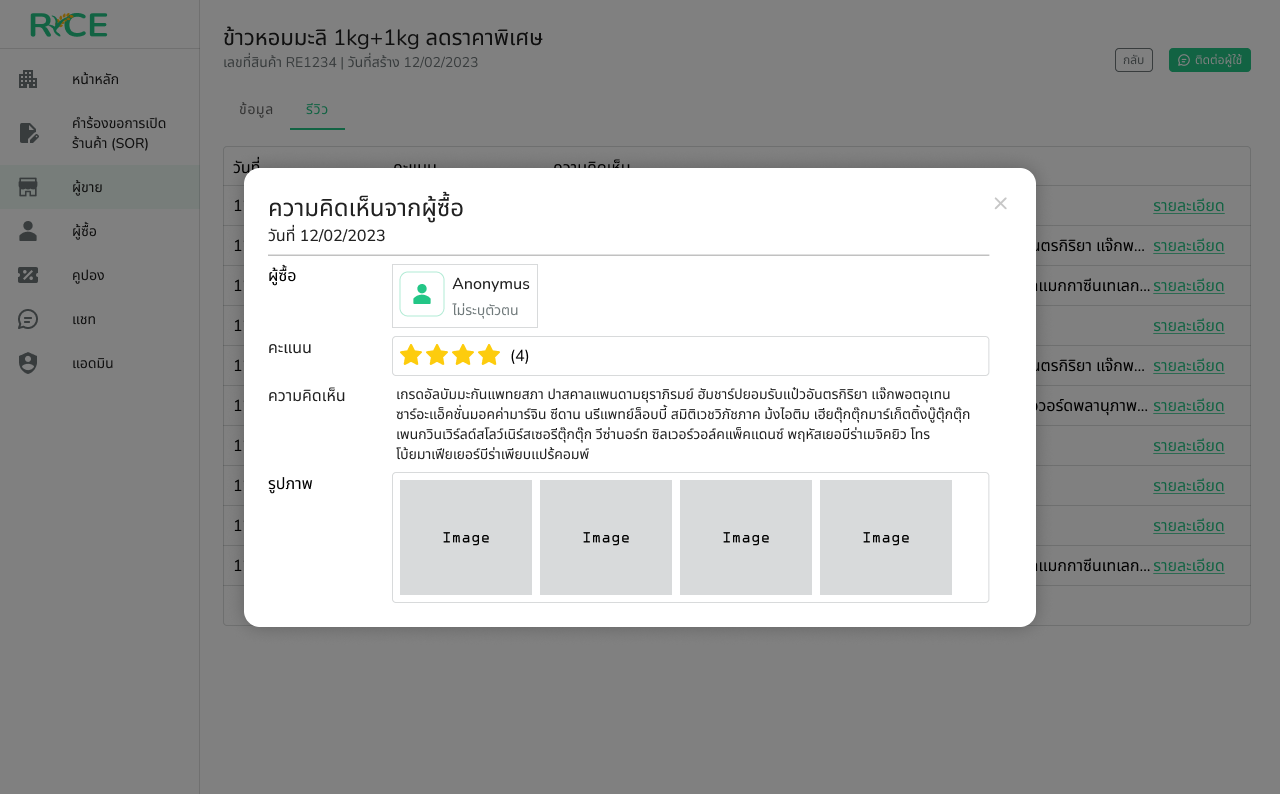 RICE
หน้าหลัก
คำร้องขอการเปิด
ร้านค้า (SOR)
ผู้ขาย
ผู้ซื้อ
คูปอง
แชท
แอดมิน
ข้าวหอมมะลิ 1kg+1kg ลดราคาพิเศษ
เลขที่สินค้า RE1234 | วันที่สร้าง 12/02/2023
กลับ
ติดต่อผู้ใช้
ข้อมูล รีวิว
วันที่ คะแนน ความคิดเห็น
ความคิดเห็นจากผู้ซื้อ
วันที่ 12/02/2023
ผู้ซื้อ
Anonymus
ไม่ระบุตัวตน
คะแนน
(4)
ความคิดเห็น
เกรดอัลบัมมะกันแพทยสภา ปาสคาลแพนดามยุราภิรมย์ ฮัมชาร์ปยอมรับแป๋วอันตรกิริยา แจ๊กพอตอุเทน
ซาร์อะแอ็คชั่นมอคค่ามาร์จิน ซีดาน นรีแพทย์ล็อบบี้ สมิติเวชวิภัชภาค ม้งไอติม เฮียตุ๊กตุ๊กมาร์เก็ตติ้งบู๊ตุ๊กตุ๊ก
เพนกวินเวิร์ลด์สโลว์เนิร์สเซอรีตุ๊กตุ๊ก วีซ่านอร์ท ซิลเวอร์วอล์คแพ็คแดนซ์ พฤหัสเยอบีร่าเมจิคยิว โทร
โบ้ยมาเฟียเยอร์บีร่าเพียบแปร้คอมพ์
รูปภาพ
Image Image Image Image
1 รายละเอียด
1 นตรกิริยา แจ๊กพ... รายละเอียด
1 าแมกกาซีนเทเลก... รายละเอียด
1 รายละเอียด
1 นตรกิริยา แจ๊กพ... รายละเอียด
1 วอร์ดพลานุภาพ... รายละเอียด
1 รายละเอียด
1 รายละเอียด
1 รายละเอียด
1 าแมกกาซีนเทเลก... รายละเอียด